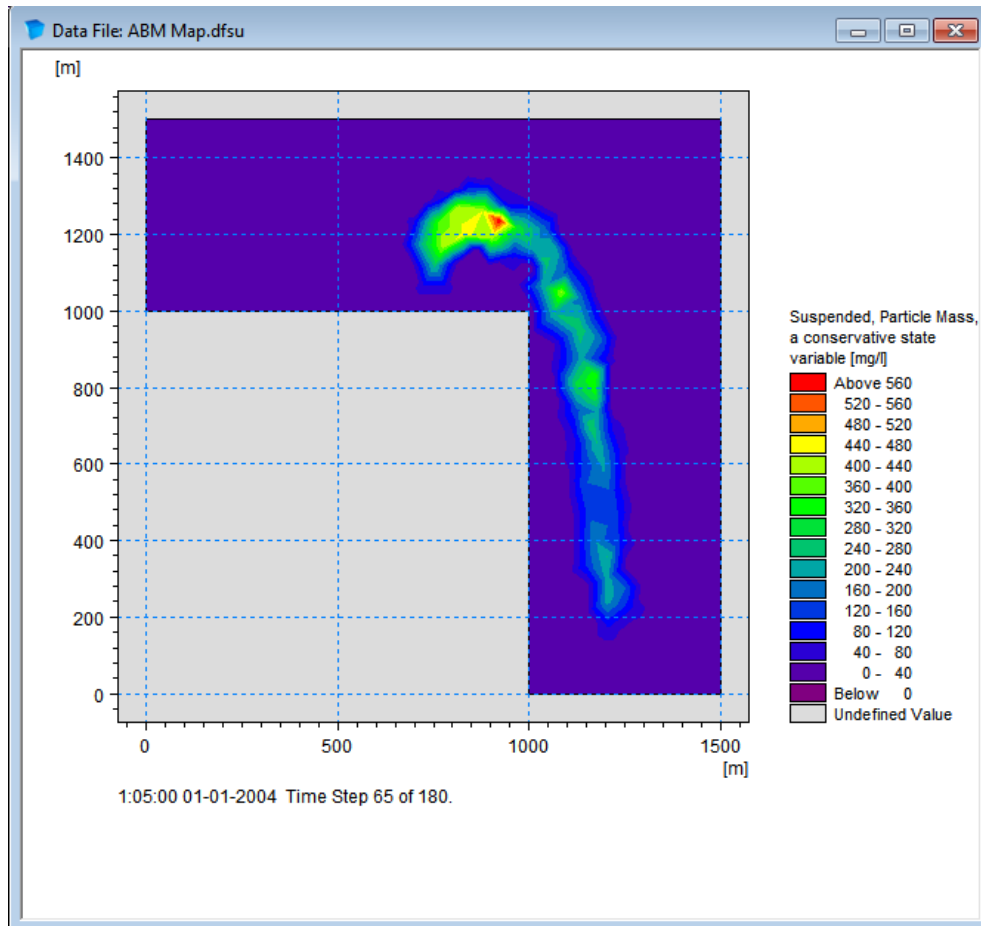 Data File: ABM Map.dfsu
[m]
1400
1200
1000
800
600
400
200
0
0 500 1000 1500
[m]
1:05:00 01-01-2004 Time Step 65 of 180.
Suspended, Particle Mass,
a conservative state
variable [mg/l]
Above 560
520 - 560
480 - 520
440 - 480
400 - 440
360 - 400
320 - 360
280 - 320
240 - 280
200 - 240
160 - 200
120 - 160
80 - 120
40 - 80
0 - 40
Below 0
Undefined Value